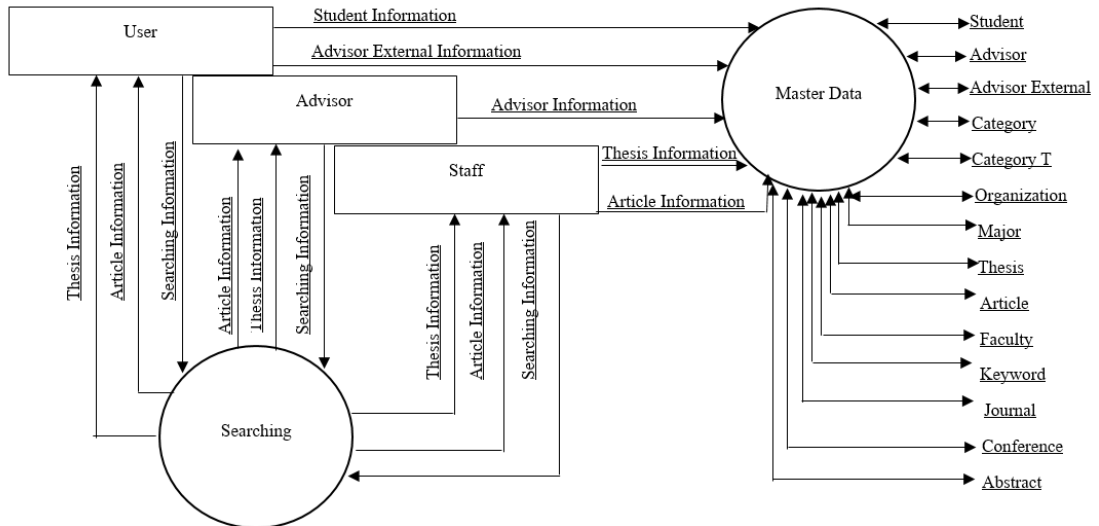 User
Student Information
Advisor External Information
Advisor
Advisor Information
Staff
Thesis Information
Article Information
Master Data
Student
Advisor
Advisor External
Category
Category T
Organization
Major
Thesis
Article
Faculty
Keyword
Journal
Conference
Abstract
Thesis Information
Article Information
Searching Information
Article Information
Thesis Information
Searching Information
Thesis Information
Article Information
Searching Information
Searching